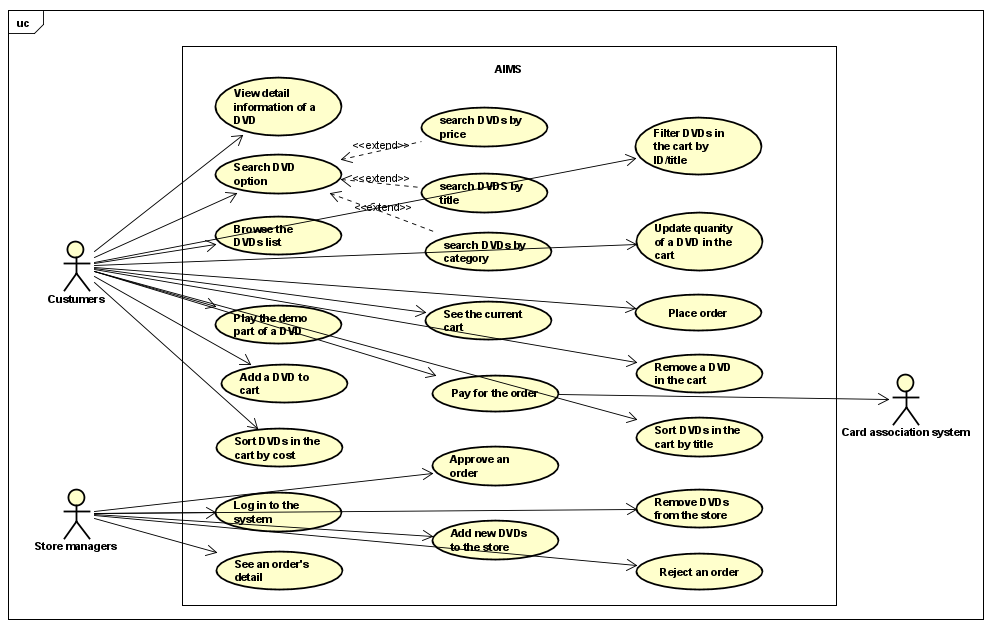 uc
AIMS
View detail
information of a
DVD
search DVDs by
price
Filter DVDs in
the cart by
ID/title
<<extend>>
Search DVD
option
<<extend>>
search DVDS by
title
<<extend>>
Browse the
DVDs list
search DVDs by
category
Update quanity
of a DVD in the
cart
Custumers
Play the demo
part of a DVD
See the current
cart
Place order
Add a DVD to
cart
Pay for the order
Remove a DVD
in the cart
Card association system
Sort DVDs in the
cart by cost
Sort DVDs in the
cart by title
Approve an
order
Store managers
Log in to the
system
Remove DVDs
from the store
Add new DVDs
to the store
See an order's
detail
Reject an order